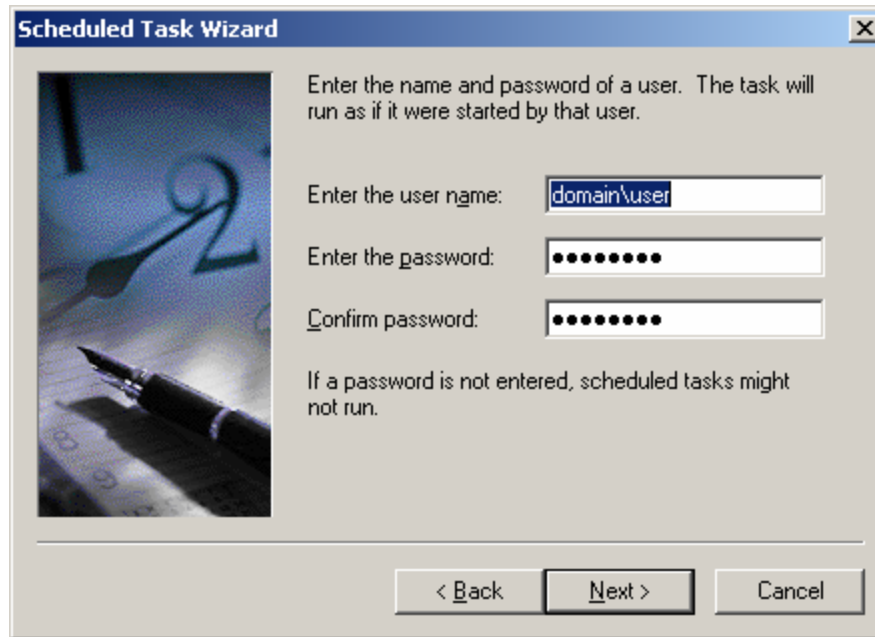 Scheduled Task Wizard
Enter the name and password of a user. The task will
run as if it were started by that user.
Enter the user name:
domain\user
Enter the password:
●●●●●●●●
Confirm password:
●●●●●●●●
If a password is not entered, scheduled tasks might
not run.
< Back
Next >
Cancel